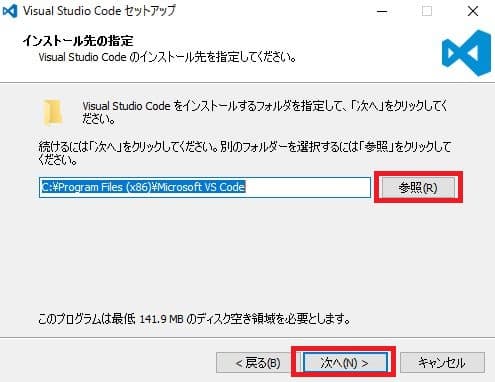 Visual Studio Code セットアップ
インストール先の指定
Visual Studio Code のインストール先を指定してください。
Visual Studio Code をインストールするフォルダを指定して、「次へ」をクリックしてく
ださい。
続けるには「次へ」をクリックしてください。別のフォルダーを選択するには「参照」をクリックして
ください。
C:¥Program Files (x86)¥Microsoft VS Code
参照(R)
このプログラムは最低 141.9 MB のディスク空き領域を必要とします。
< 戻る(B)
次へ(N) >
キャンセル